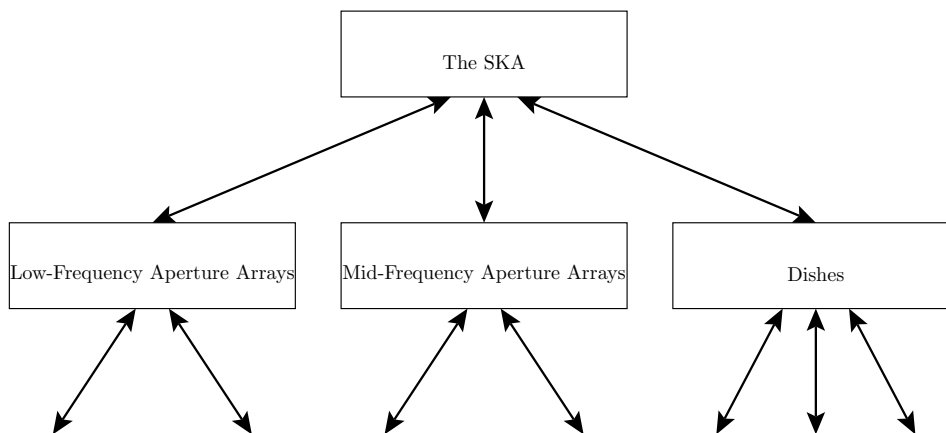 The SKA
Low-Frequency Aperture Arrays
Mid-Frequency Aperture Arrays
Dishes